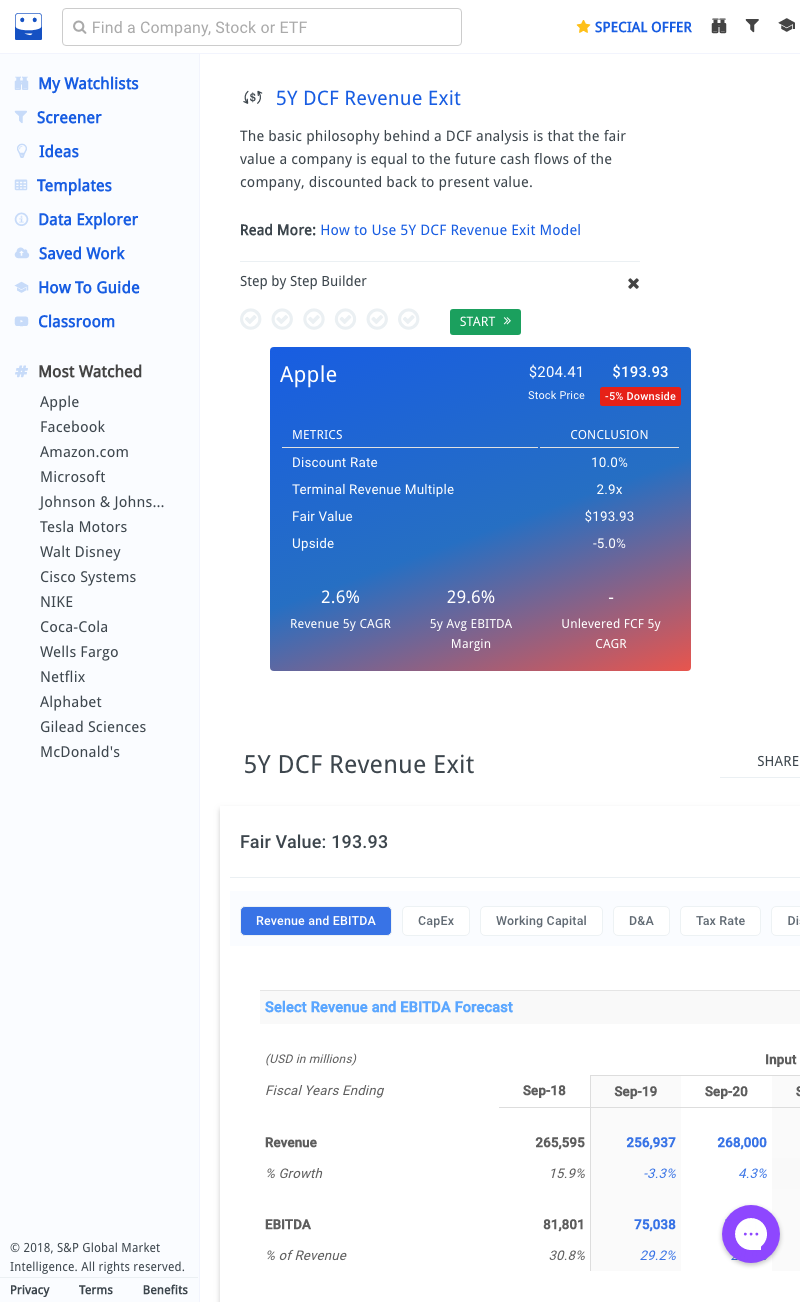 Find a Company, Stock or ETF
SPECIAL OFFER
My Watchlists
Screener
Ideas
Templates
Data Explorer
Saved Work
How To Guide
Classroom
Most Watched
Apple
Facebook
Amazon.com
Microsoft
Johnson & Johns...
Tesla Motors
Walt Disney
Cisco Systems
NIKE
Coca-Cola
Wells Fargo
Netflix
Alphabet
Gilead Sciences
McDonald's
© 2018, S&P Global Market
Intelligence. All rights reserved.
Privacy Terms Benefits
5Y DCF Revenue Exit
The basic philosophy behind a DCF analysis is that the fair
value a company is equal to the future cash flows of the
company, discounted back to present value.
Read More: How to Use 5Y DCF Revenue Exit Model
Step by Step Builder
START »
Apple $204.41 $193.93
Stock Price -5% Downside
METRICS CONCLUSION
Discount Rate 10.0%
Terminal Revenue Multiple 2.9x
Fair Value $193.93
Upside -5.0%
2.6% 29.6% -
Revenue 5y CAGR 5y Avg EBITDA Unlevered FCF 5y
Margin CAGR
5Y DCF Revenue Exit SHARE
Fair Value: 193.93
Revenue and EBITDA CapEx Working Capital D&A Tax Rate Di
Select Revenue and EBITDA Forecast
(USD in millions) Input
Fiscal Years Ending Sep-18 Sep-19 Sep-20
Revenue 265,595 256,937 268,000
% Growth 15.9% -3.3% 4.3%
EBITDA 81,801 75,038
% of Revenue 30.8% 29.2%